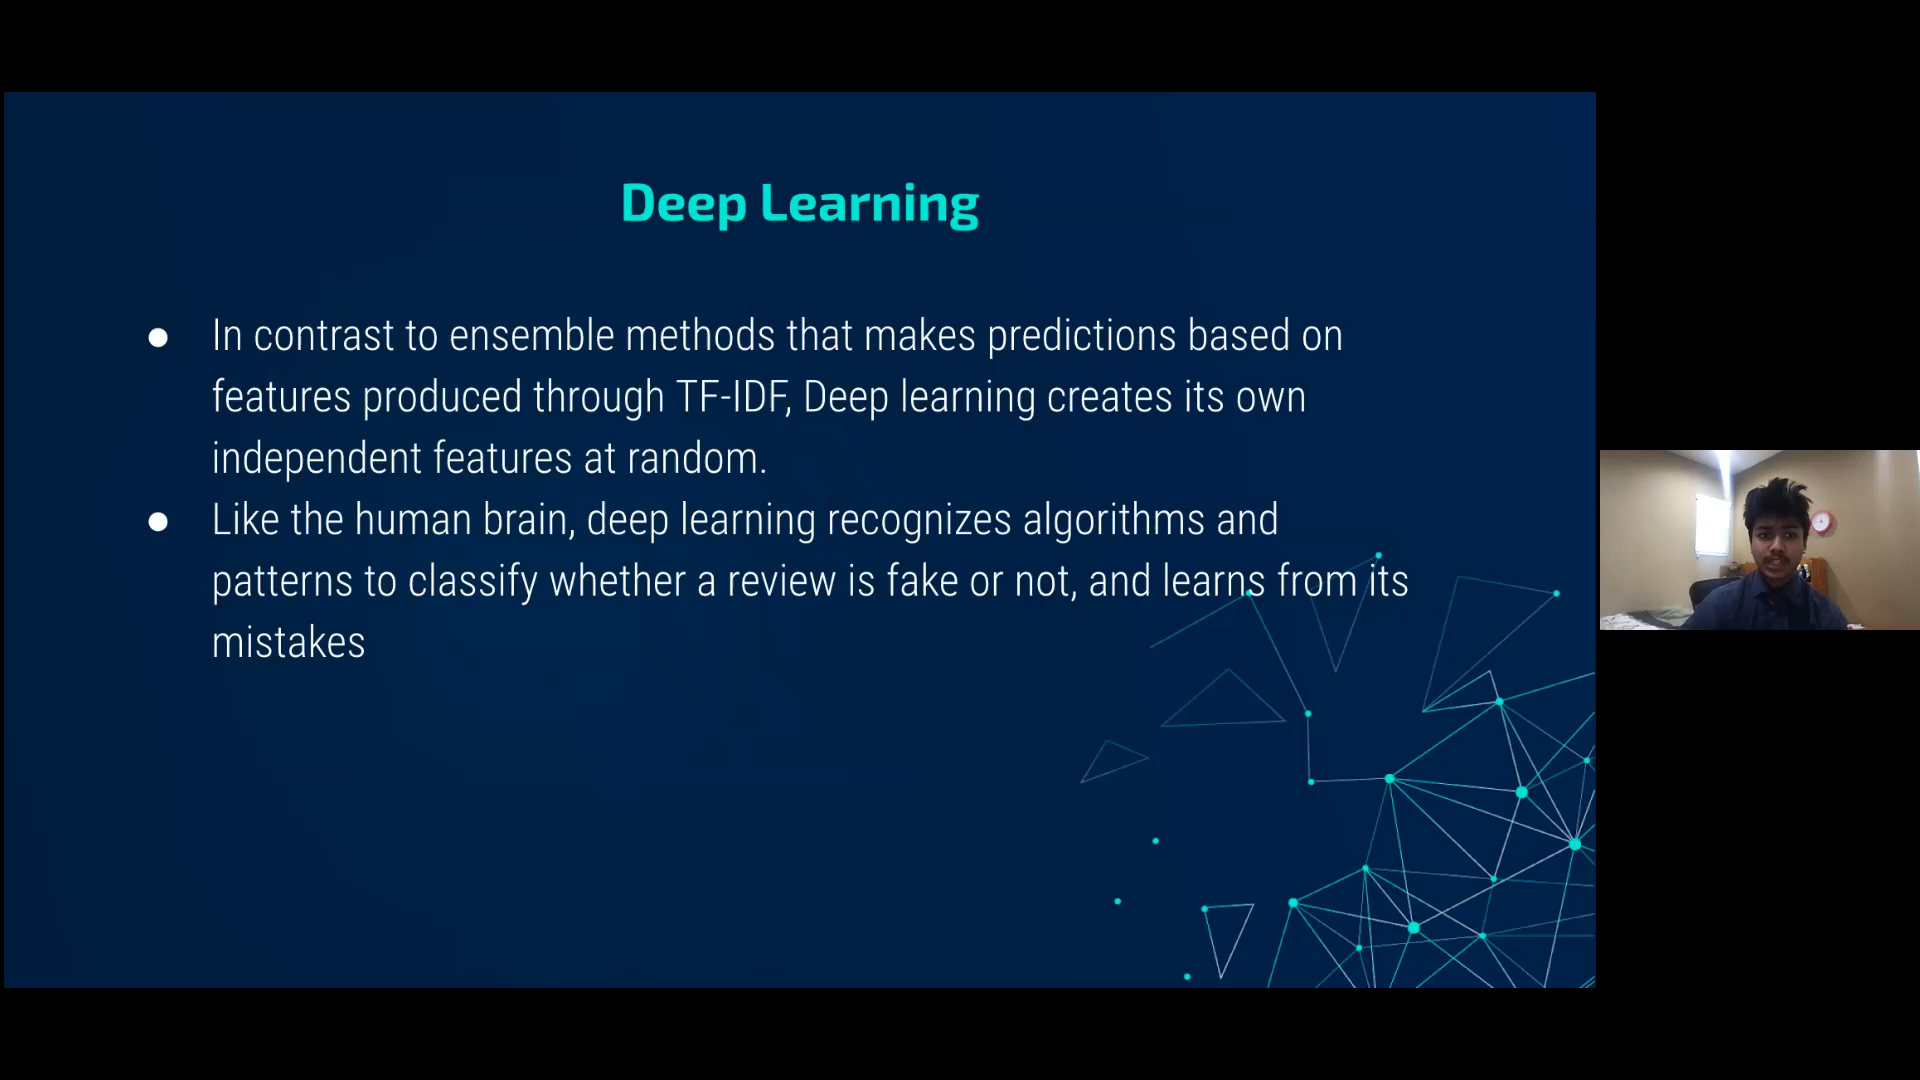 Deep Learning
● In contrast to ensemble methods that makes predictions based on
features produced through TF-IDF, Deep learning creates its own
independent features at random.
● Like the human brain, deep learning recognizes algorithms and
patterns to classify whether a review is fake or not, and learns from its
mistakes